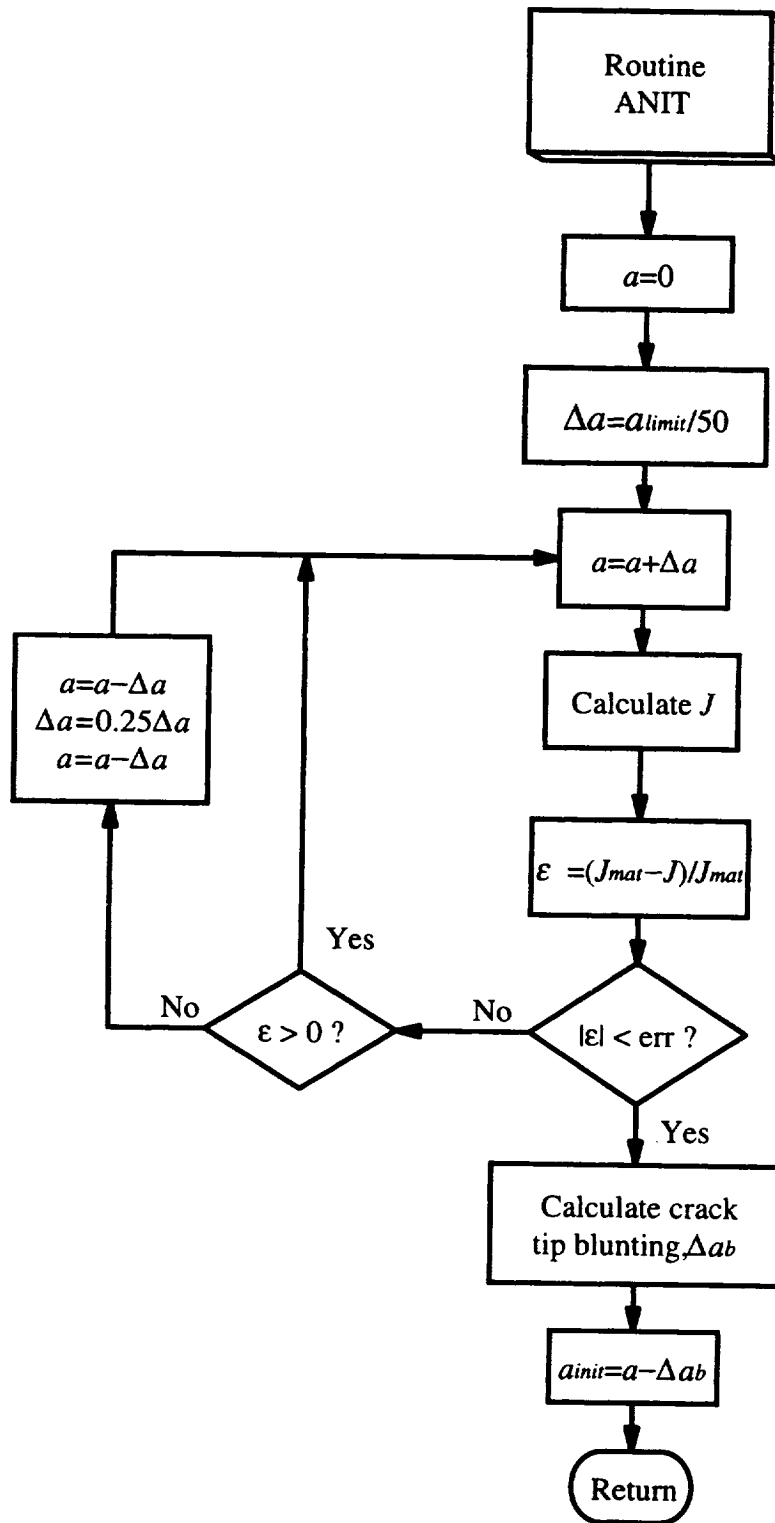 Routine
ANIT
a=0
Δa=alimit/50
a=a+Δa
a=a−Δa
Δa=0.25Δa
a=a−Δa
Calculate J
ε =(Jmat−J)/Jmat
Yes
No
ε > 0 ?
No
|ε| < err ?
Yes
Calculate crack
tip blunting,Δab
ainit=a−Δab
Return